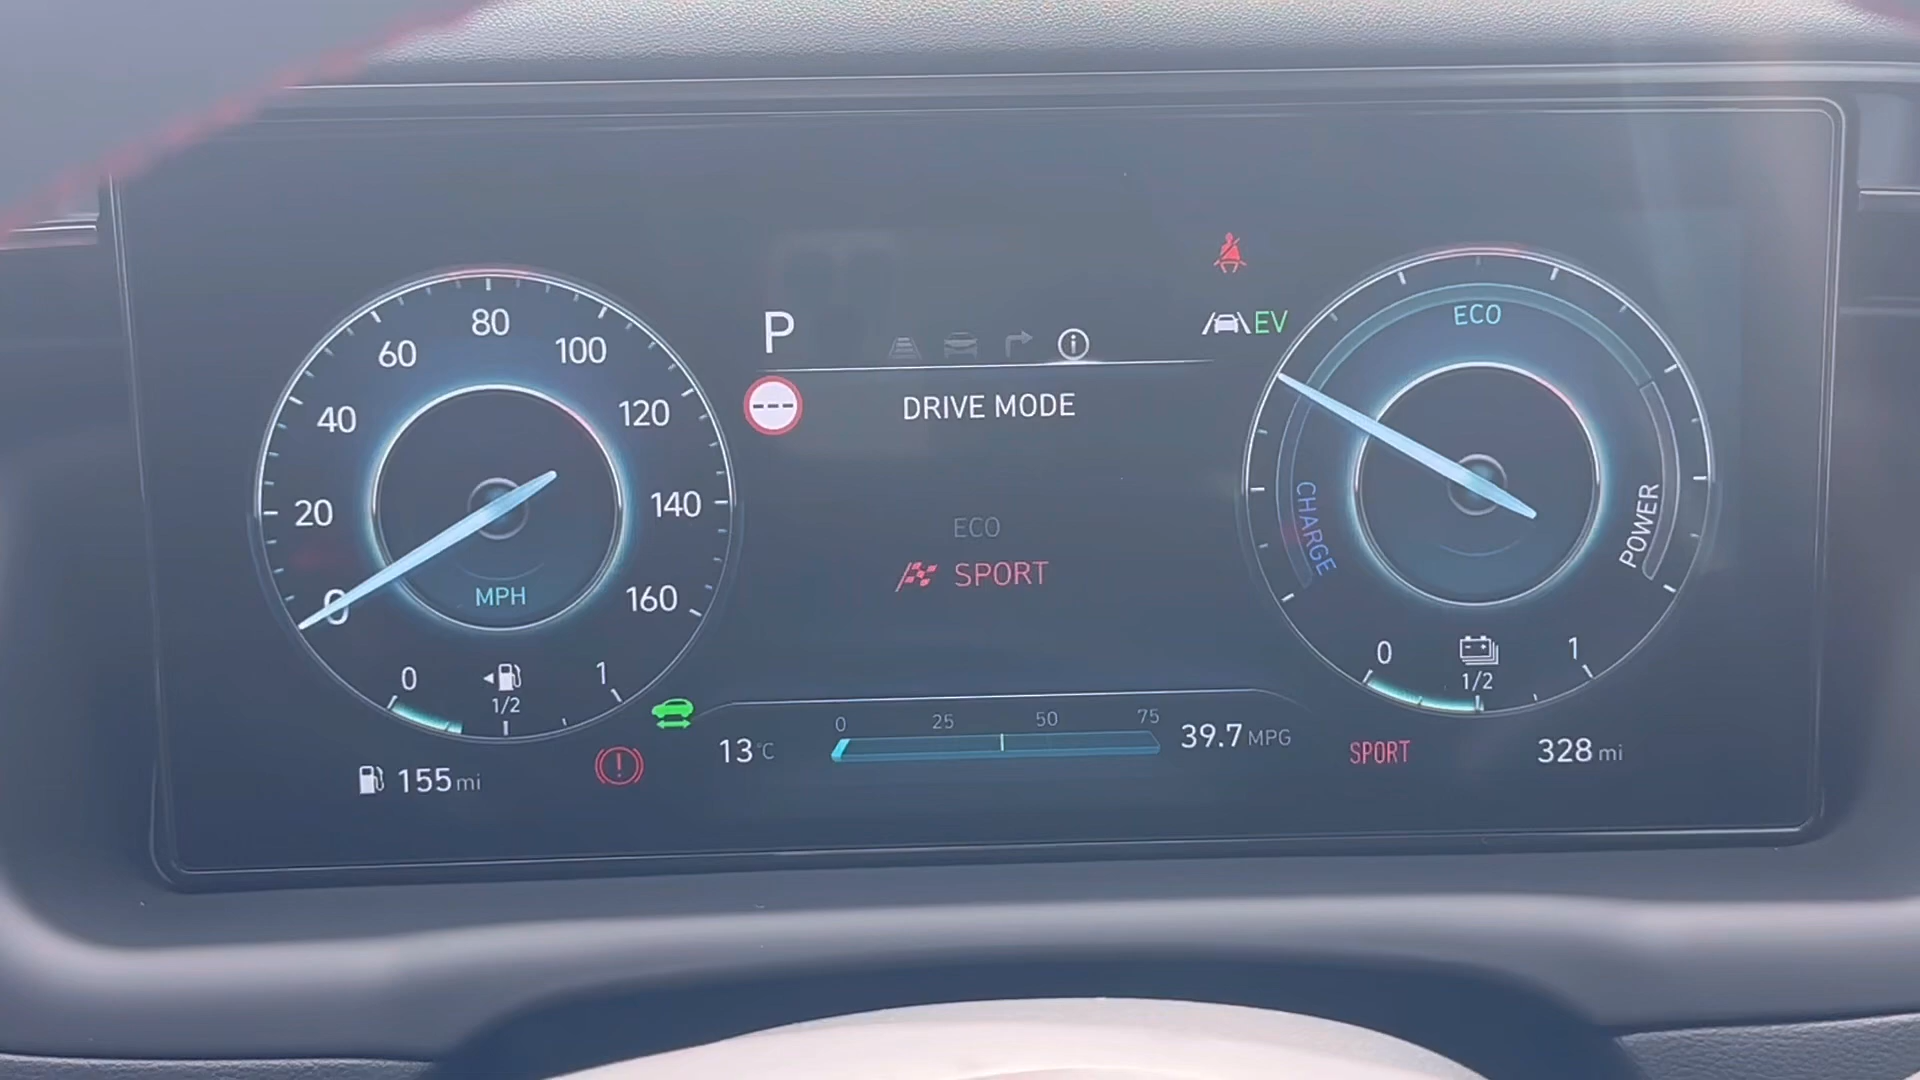 80
60
100
40
120
20
140
0
160
MPH
0
1
1/2
155 mi
P
DRIVE MODE
ECO
SPORT
EV
ECO
CHARGE
POWER
0
1
1/2
0 25 50 75
13°C
39.7 MPG
SPORT
328 mi